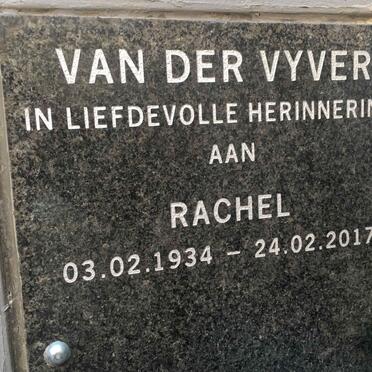 VAN DER VYVER
IN LIEFDEVOLLE HERINNERIN
AAN
RACHEL
03.02.1934 – 24.02.2017